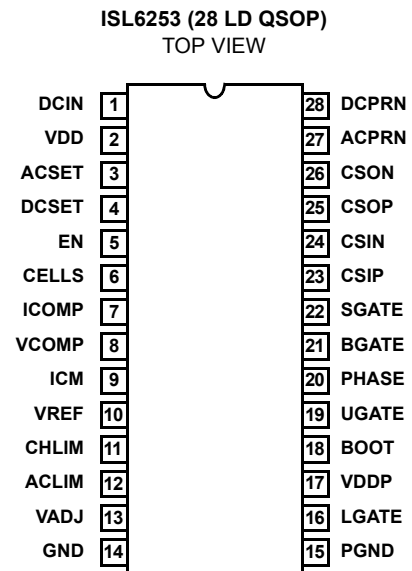 ISL6253 (28 LD QSOP)
TOP VIEW
DCIN 1 28 DCPRN
VDD 2 27 ACPRN
ACSET 3 26 CSON
DCSET 4 25 CSOP
EN 5 24 CSIN
CELLS 6 23 CSIP
ICOMP 7 22 SGATE
VCOMP 8 21 BGATE
ICM 9 20 PHASE
VREF 10 19 UGATE
CHLIM 11 18 BOOT
ACLIM 12 17 VDDP
VADJ 13 16 LGATE
GND 14 15 PGND